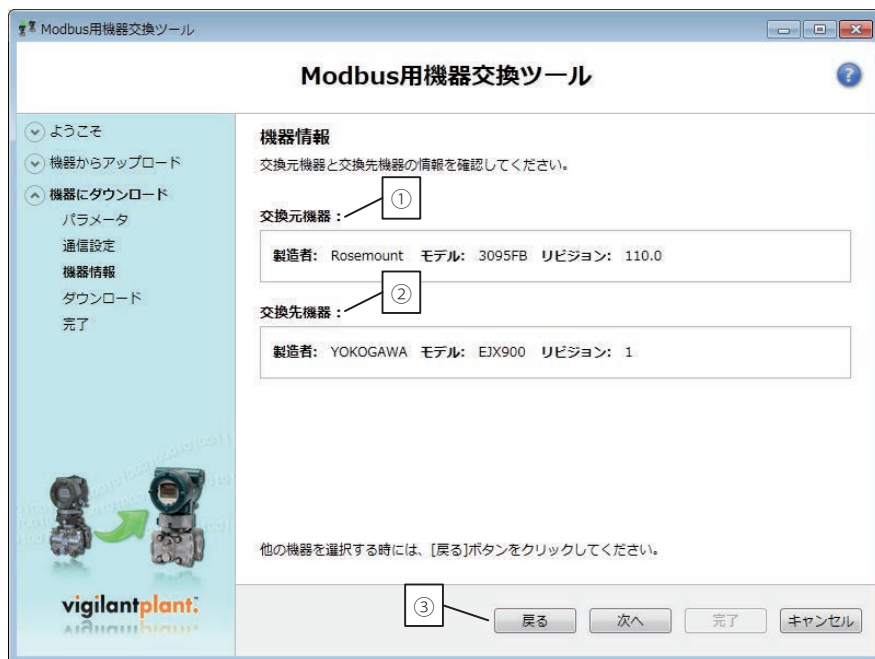 Modbus用機器交換ツール
Modbus用機器交換ツール
?
ようこそ
機器からアップロード
機器にダウンロード
パラメータ
通信設定
機器情報
ダウンロード
完了
vigilantplant.
機器情報
交換元機器と交換先機器の情報を確認してください。
①
交換元機器：
製造者: Rosemount モデル: 3095FB リビジョン: 110.0
②
交換先機器：
製造者: YOKOGAWA モデル: EJX900 リビジョン: 1
他の機器を選択する時には、[戻る]ボタンをクリックしてください。
③
戻る 次へ 完了 キャンセル